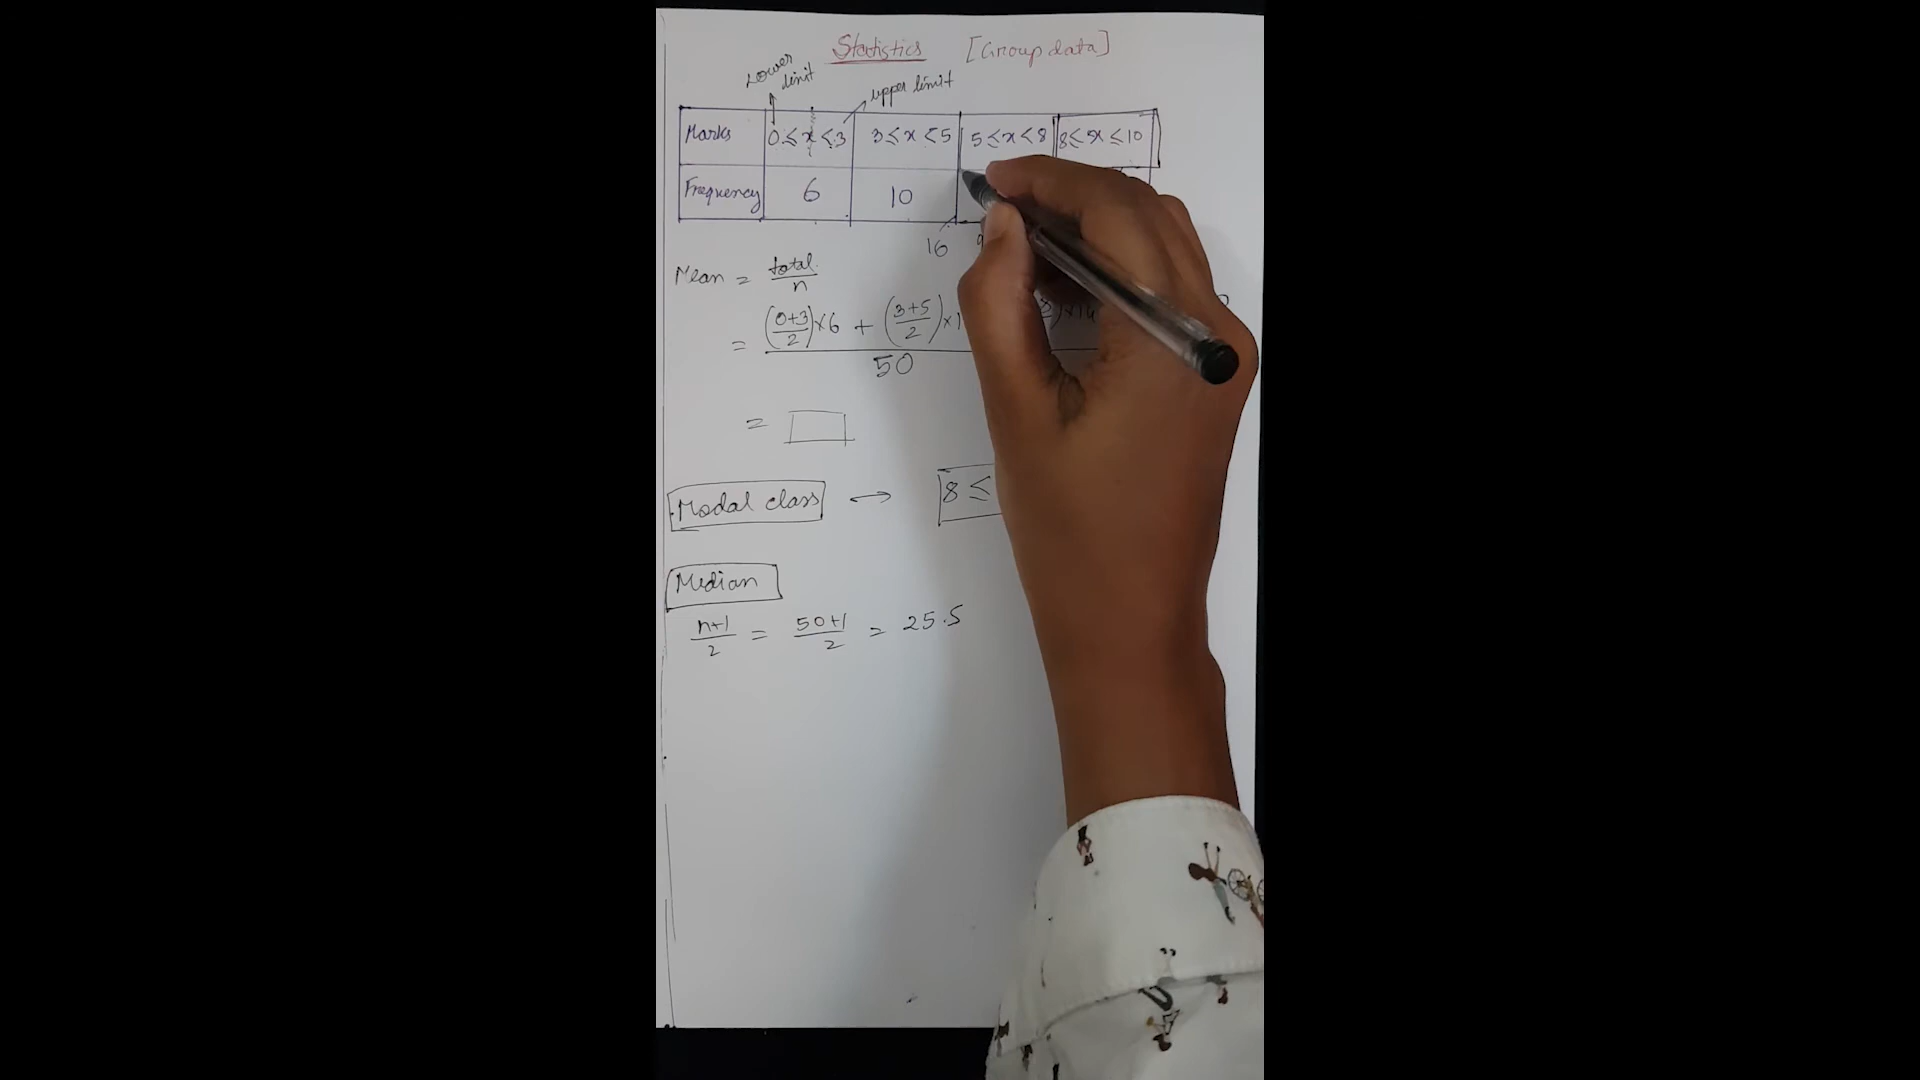 Statistics [Group data]
Lower limit
upper limit
Marks 0 ≤ x ≤ 3 3 ≤ x ≤ 5 5 ≤ x < 8 8 ≤ x ≤ 10
Frequency 6 10
16
Mean = total / n
= (0+3 / 2) × 6 + (3+5 / 2) × 1
50
=
Modal class ↔ 8 ≤
Median
n+1 / 2 = 50+1 / 2 = 25.5